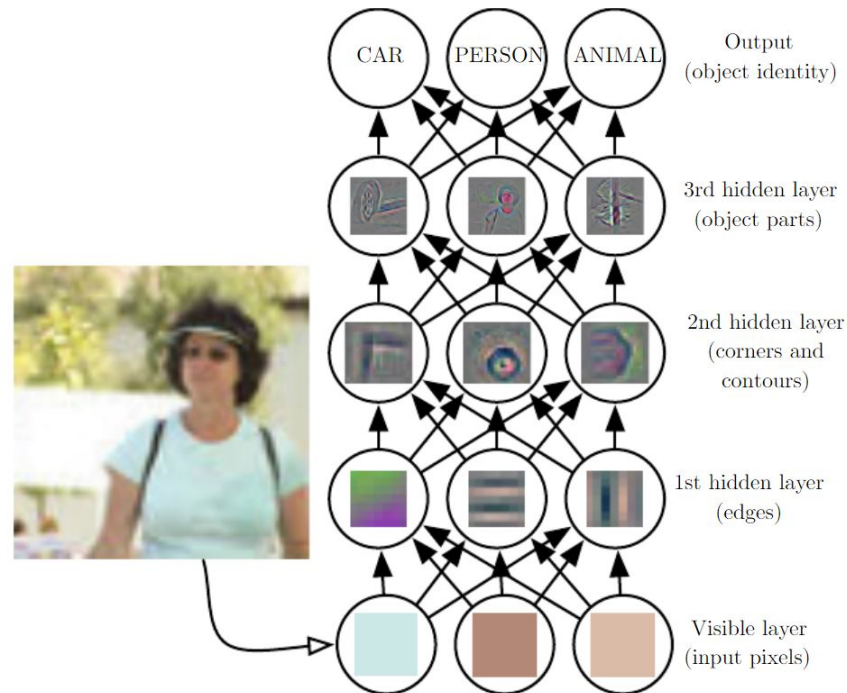 CAR
PERSON
ANIMAL
Output
(object identity)
3rd hidden layer
(object parts)
2nd hidden layer
(corners and
contours)
1st hidden layer
(edges)
Visible layer
(input pixels)